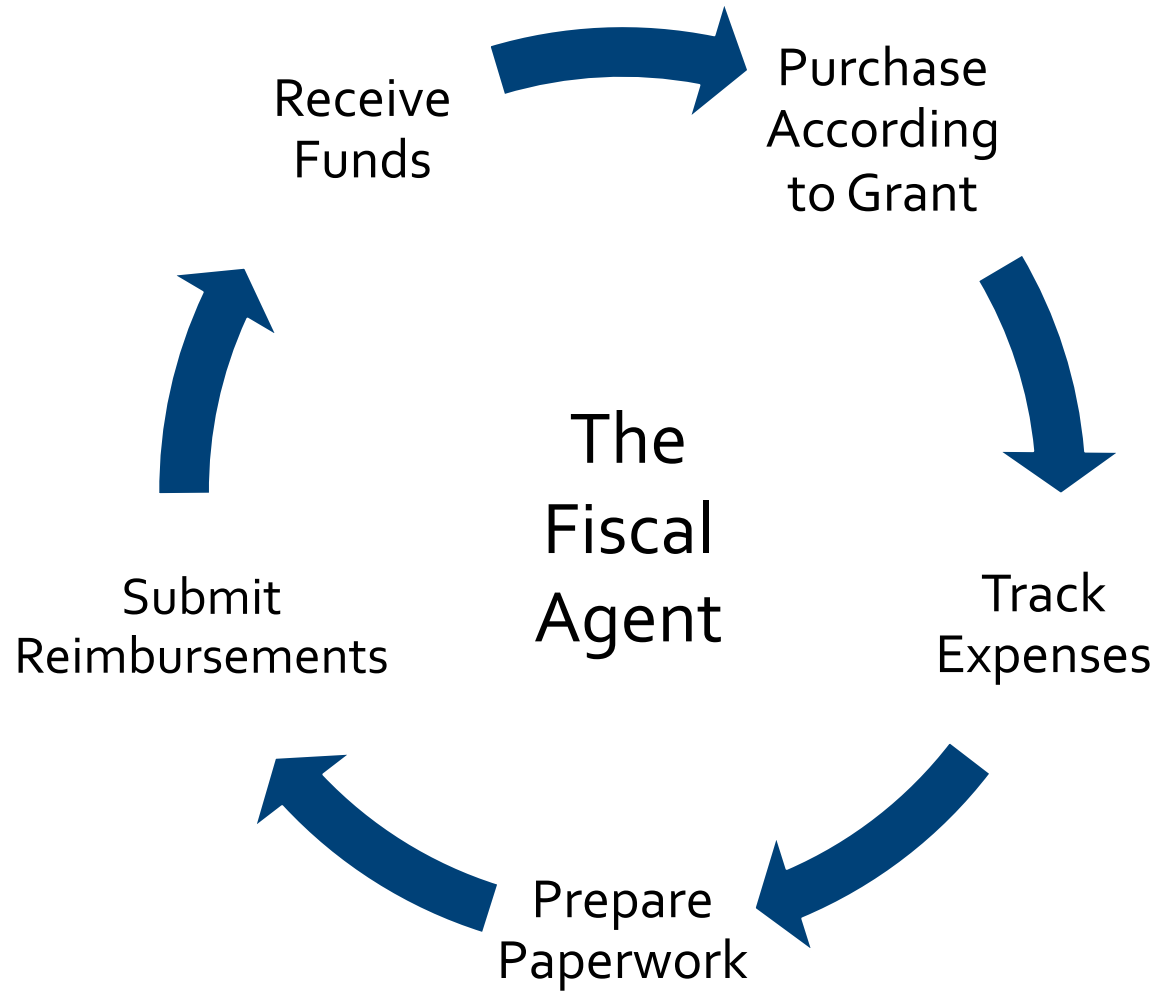 Receive
Funds
Purchase
According
to Grant
The
Fiscal
Agent
Track
Expenses
Prepare
Paperwork
Submit
Reimbursements